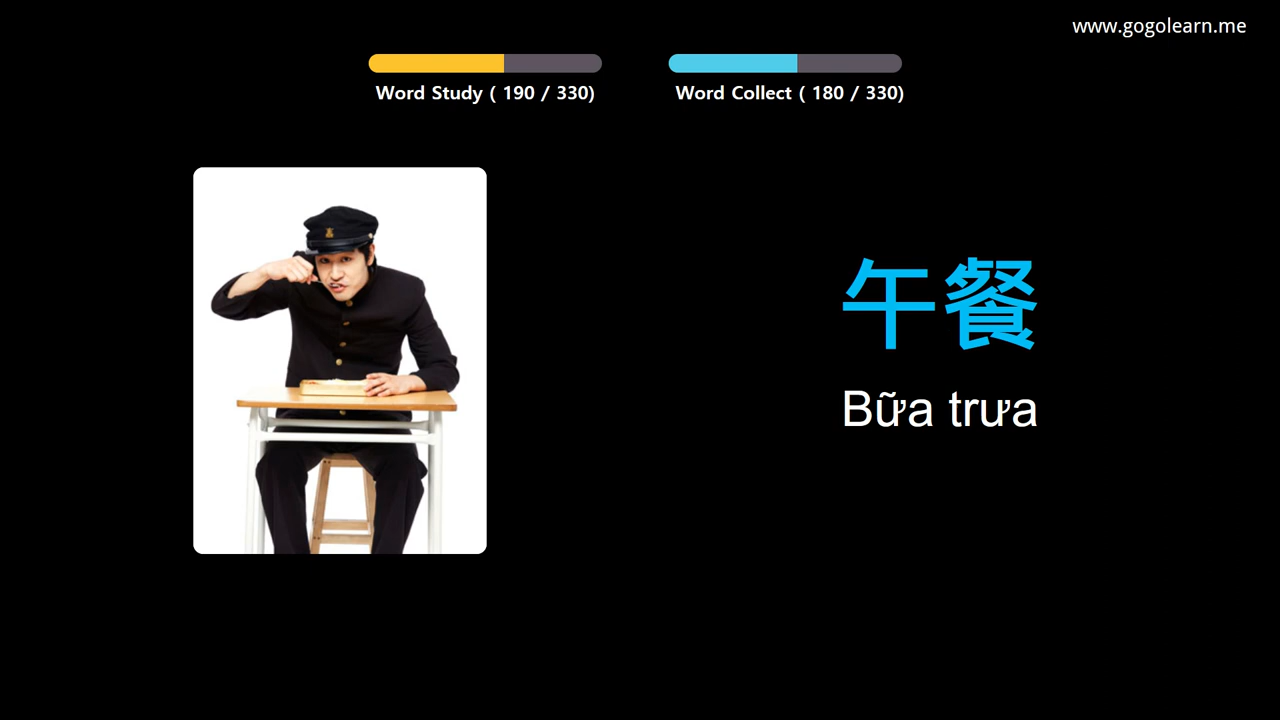 www.gogolearn.me
Word Study ( 190 / 330)
Word Collect ( 180 / 330)
午餐
Bữa trưa